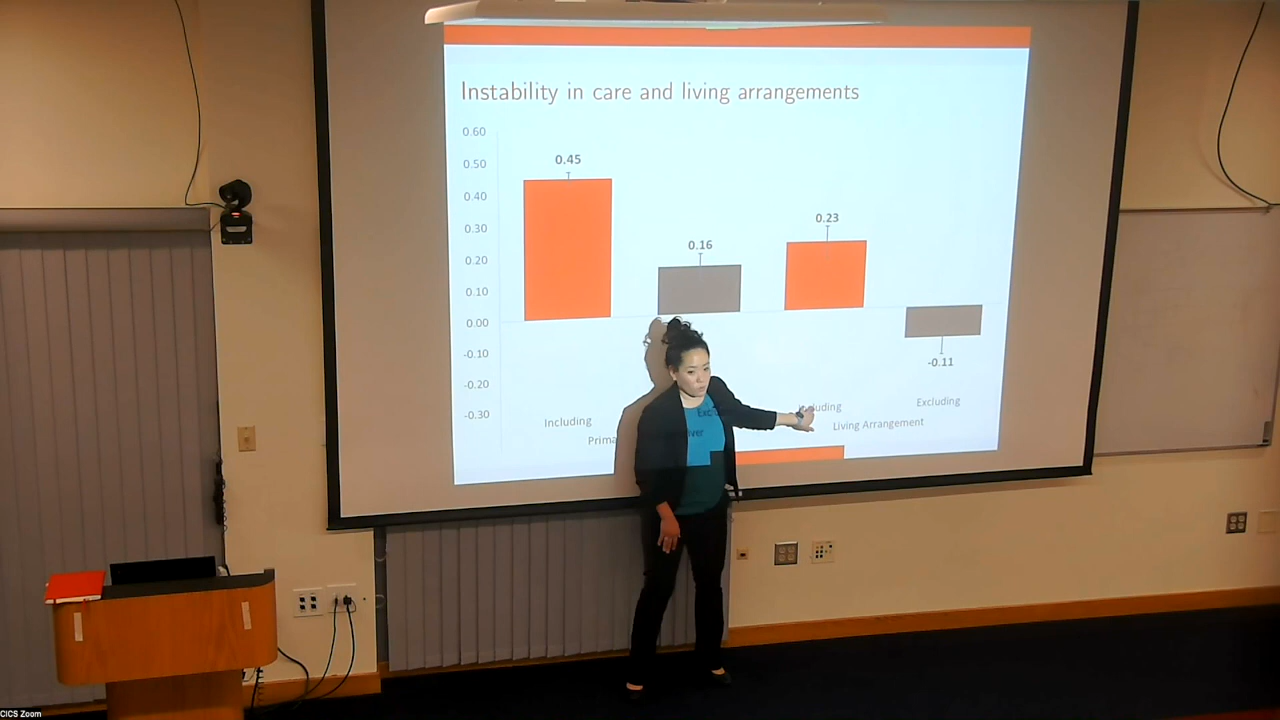 Instability in care and living arrangements
0.60
0.50
0.40
0.30
0.20
0.10
0.00
-0.10
-0.20
-0.30
0.45
0.16
0.23
-0.11
Including
Including
Excluding
Living Arrangement
CICS Zoom